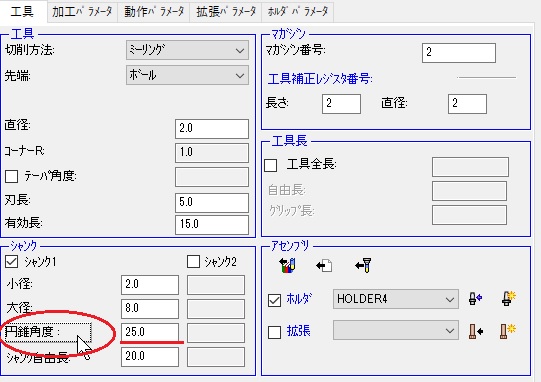 工具 加工ﾊﾟﾗﾒｰﾀ 動作ﾊﾟﾗﾒｰﾀ 拡張ﾊﾟﾗﾒｰﾀ ﾎﾙﾀﾞﾊﾟﾗﾒｰﾀ
工具
切削方法: ﾐｰﾘﾝｸﾞ
先端: ﾎﾞｰﾙ
直径: 2.0
ｺｰﾅｰR: 1.0
ﾃｰﾊﾟ角度:
刃長: 5.0
有効長: 15.0
ｼｬﾝｸ
ｼｬﾝｸ1 ｼｬﾝｸ2
小径: 2.0
大径: 8.0
円錐角度: 25.0
ｼｬﾝｸ自由長: 20.0
ﾏｶﾞｼﾞﾝ
ﾏｶﾞｼﾞﾝ番号: 2
工具補正ﾚｼﾞｽﾀ番号:
長さ: 2 直径: 2
工具長
工具全長:
自由長:
ｸﾞﾘｯﾌﾟ長:
ｱｾﾝﾌﾞﾘ
ﾎﾙﾀﾞ HOLDER4
拡張